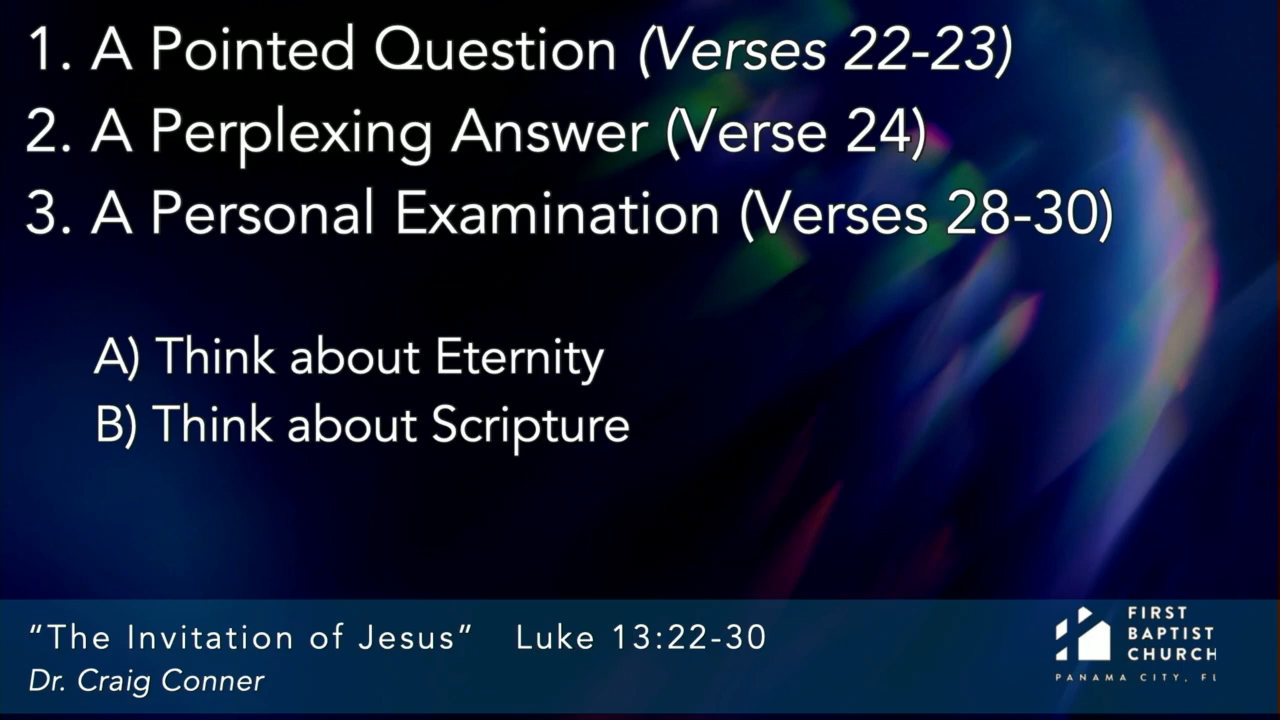 1. A Pointed Question (Verses 22-23)
2. A Perplexing Answer (Verse 24)
3. A Personal Examination (Verses 28-30)
A) Think about Eternity
B) Think about Scripture
“The Invitation of Jesus” Luke 13:22-30
Dr. Craig Conner
FIRST
BAPTIST
CHURCH
PANAMA CITY, FL